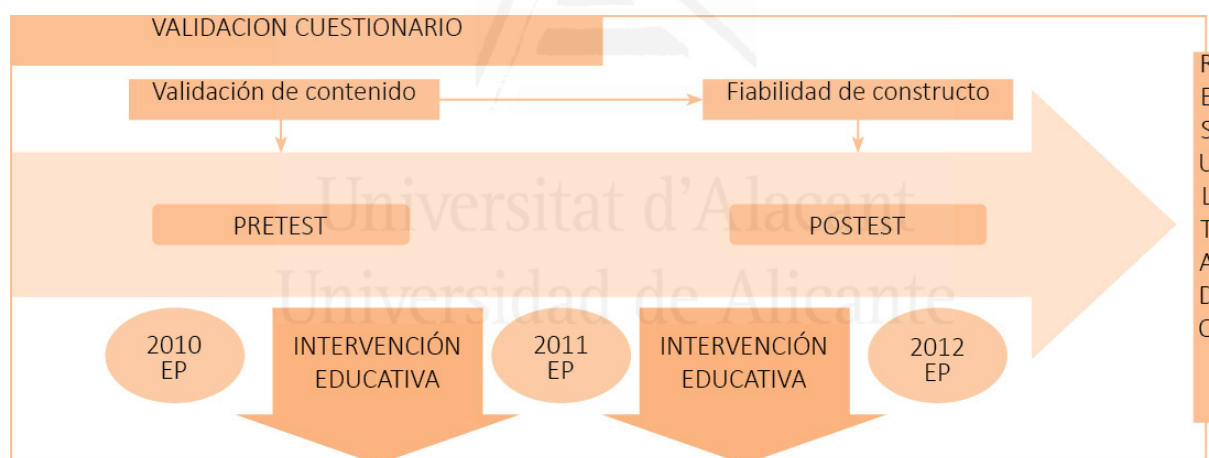 VALIDACION CUESTIONARIO
Validación de contenido
Fiabilidad de constructo
Universitat d'Alacant
PRETEST
POSTEST
Universidad de Alicante
2010
EP
INTERVENCIÓN
EDUCATIVA
2011
EP
INTERVENCIÓN
EDUCATIVA
2012
EP
R
E
S
U
L
T
A
D
O